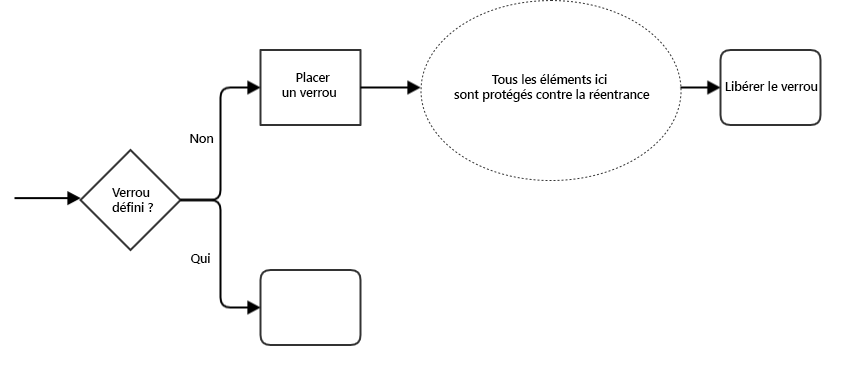 Placer
un verrou
Tous les éléments ici
sont protégés contre la réentrance
Libérer le verrou
Non
Verrou
défini ?
Qui